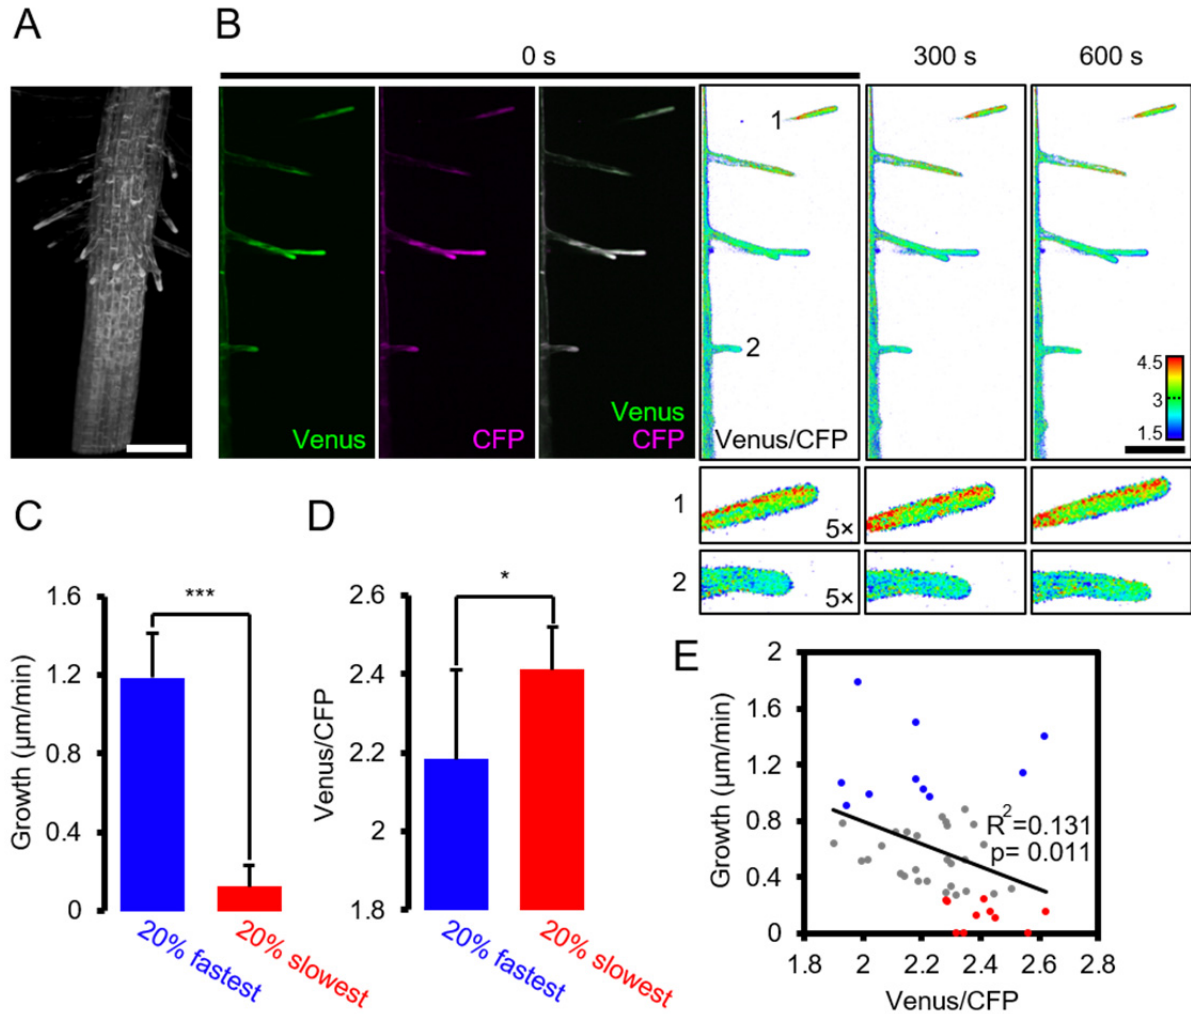 A
B
0 s
300 s
600 s
1
2
Venus
CFP
Venus
CFP
Venus/CFP
4.5
3
1.5
1
5×
2
5×
C
D
***
*
Growth (µm/min)
1.6
1.2
0.8
0.4
0
20% fastest
20% slowest
Venus/CFP
2.6
2.4
2.2
2
1.8
20% fastest
20% slowest
E
Growth (µm/min)
2
1.6
1.2
0.8
0.4
0
R²=0.131
p= 0.011
1.8 2 2.2 2.4 2.6 2.8
Venus/CFP